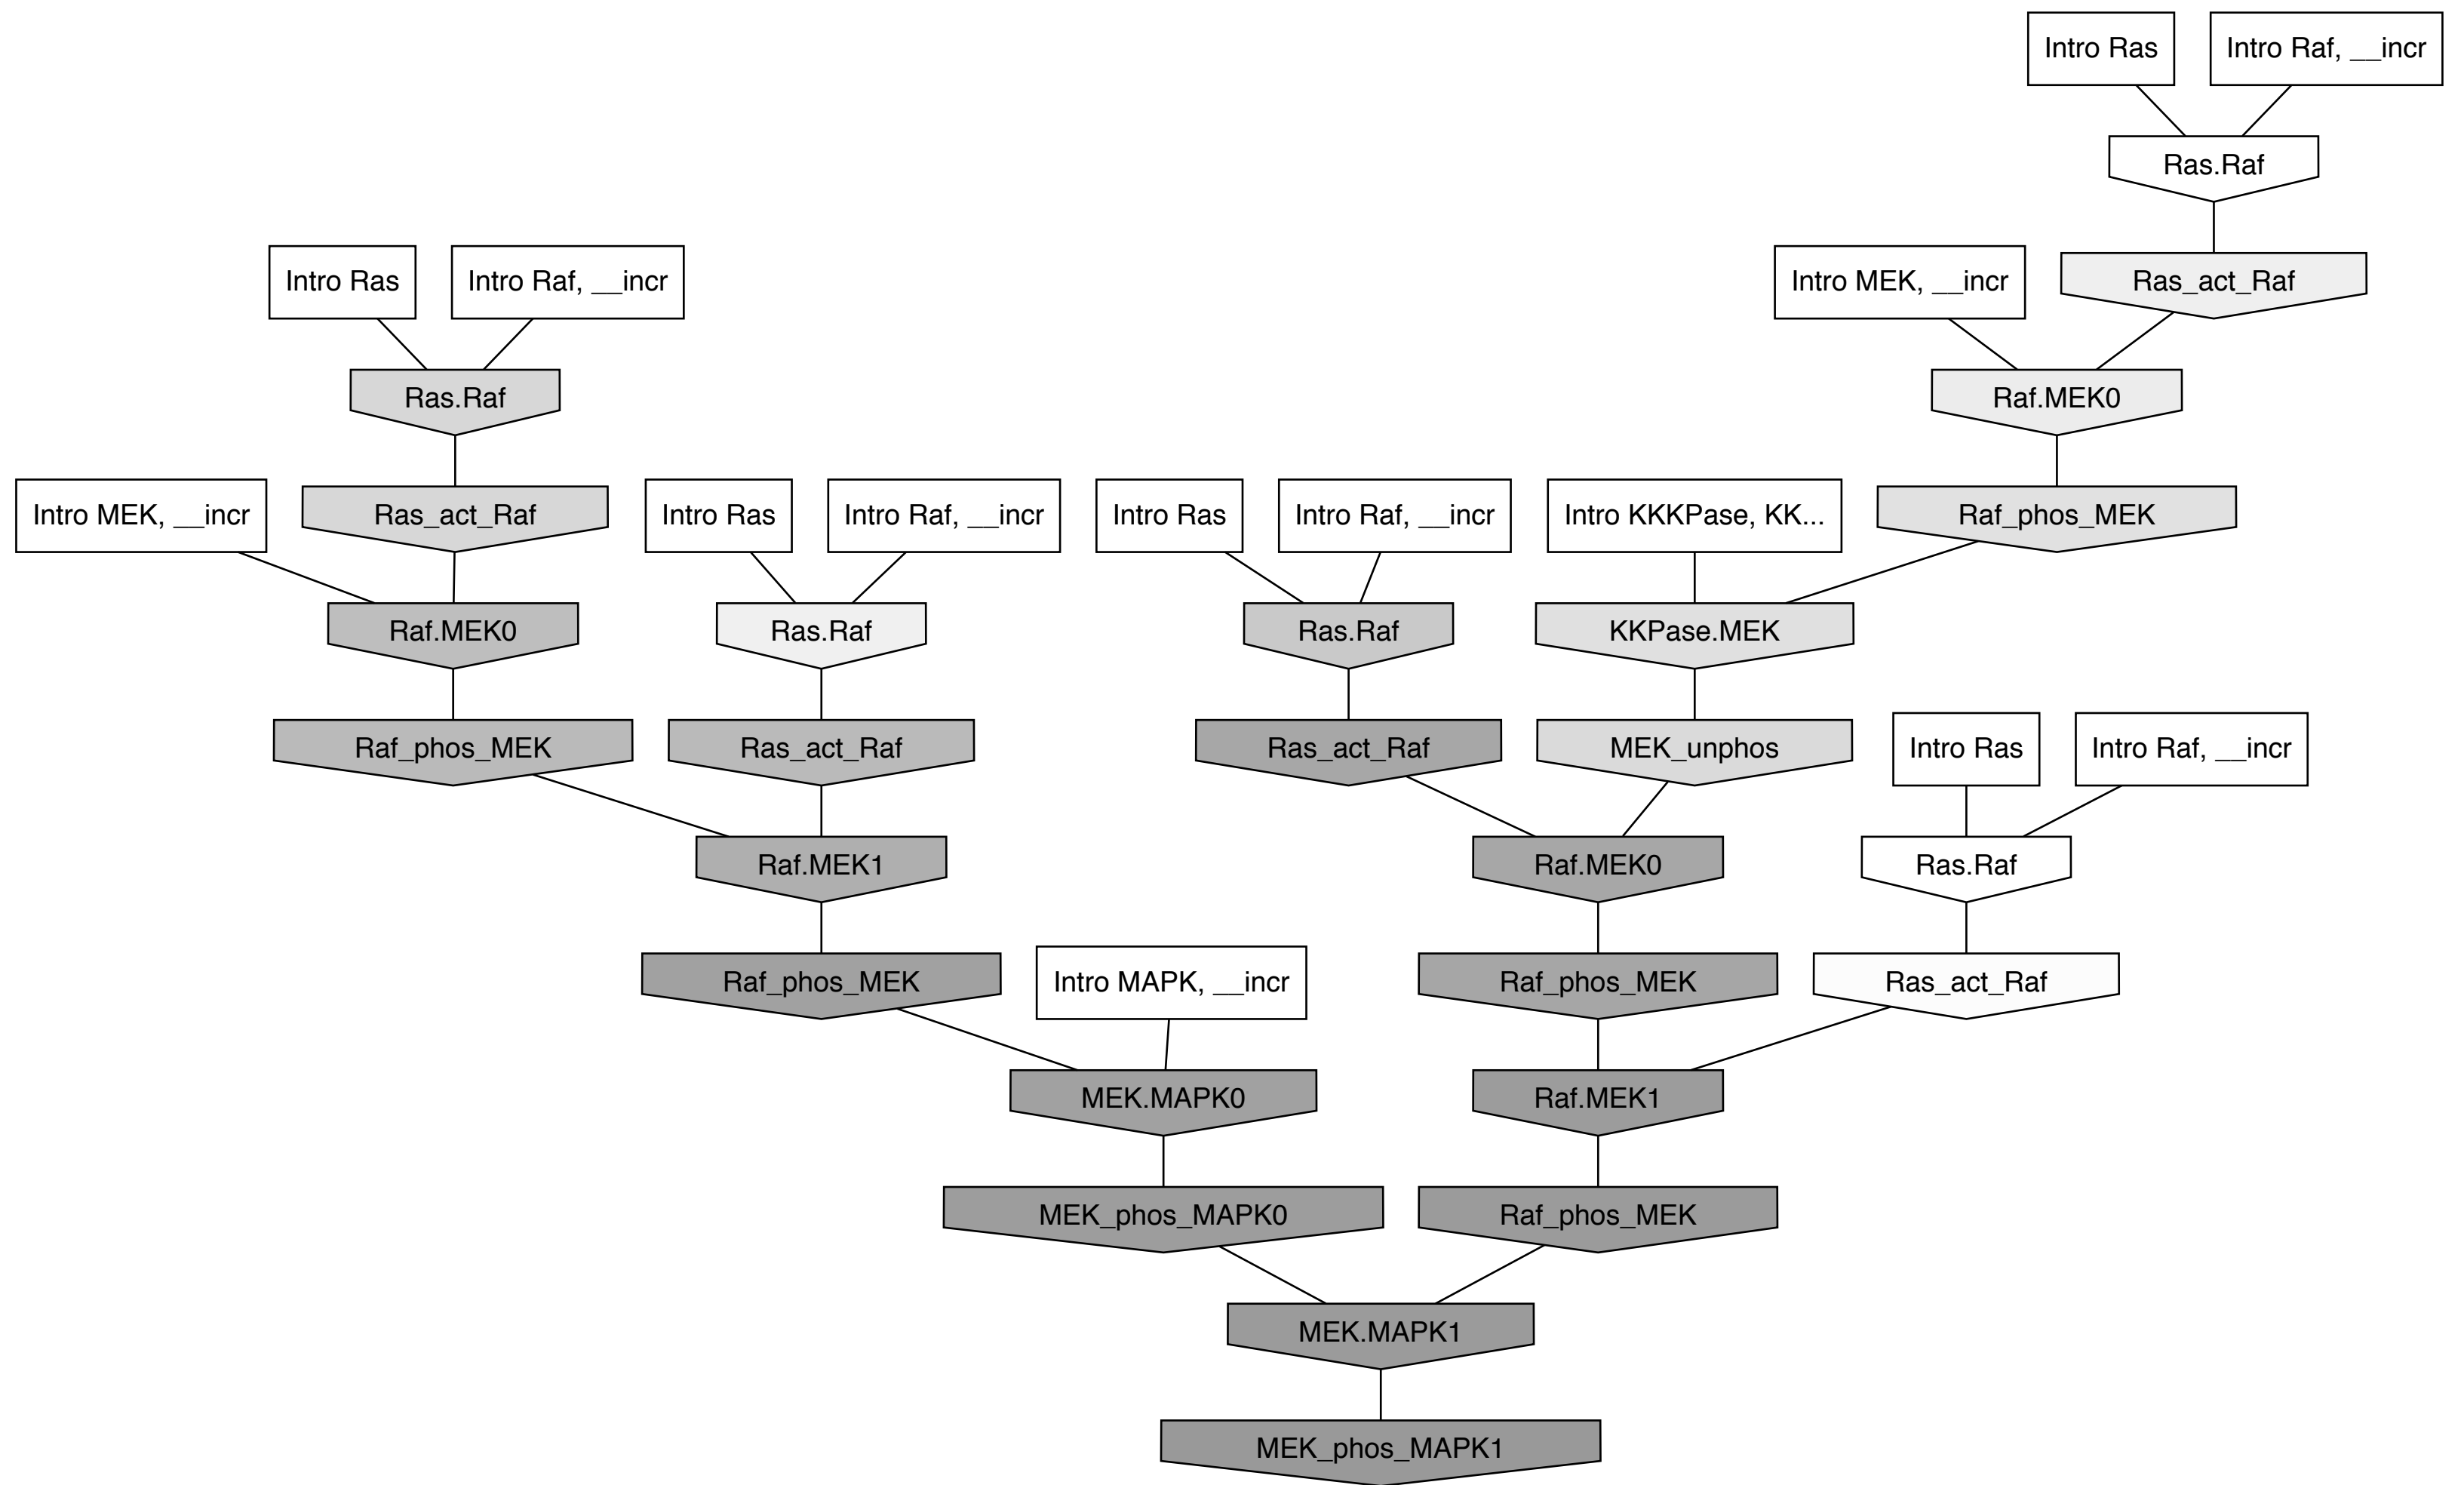 Intro Ras
Intro Raf, __incr
Ras.Raf
Intro Ras
Intro Raf, __incr
Intro MEK, __incr
Ras_act_Raf
Ras.Raf
Raf.MEK0
Intro MEK, __incr
Ras_act_Raf
Intro Ras
Intro Raf, __incr
Intro Ras
Intro Raf, __incr
Intro KKKPase, KK...
Raf_phos_MEK
Raf.MEK0
Ras.Raf
Ras.Raf
KKPase.MEK
Raf_phos_MEK
Ras_act_Raf
Ras_act_Raf
MEK_unphos
Intro Ras
Intro Raf, __incr
Raf.MEK1
Raf.MEK0
Ras.Raf
Raf_phos_MEK
Intro MAPK, __incr
Raf_phos_MEK
Ras_act_Raf
MEK.MAPK0
Raf.MEK1
MEK_phos_MAPK0
Raf_phos_MEK
MEK.MAPK1
MEK_phos_MAPK1